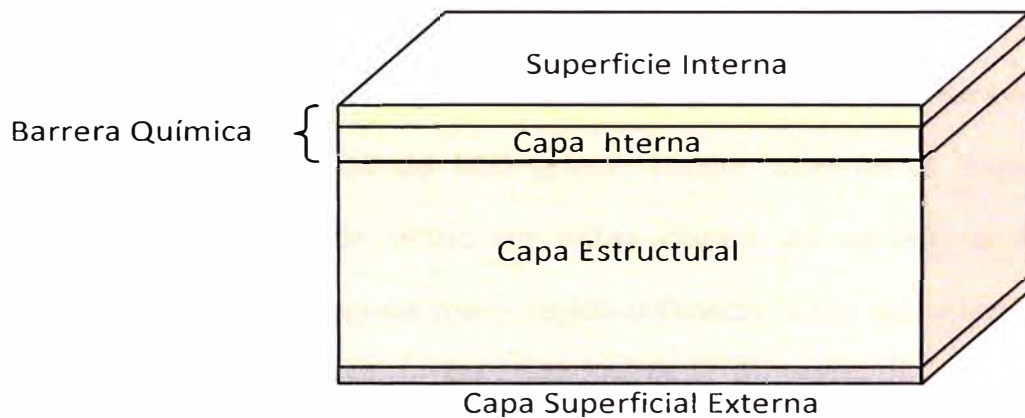 Superficie Interna
Barrera Química
Capa hterna
Capa Estructural
Capa Superficial Externa